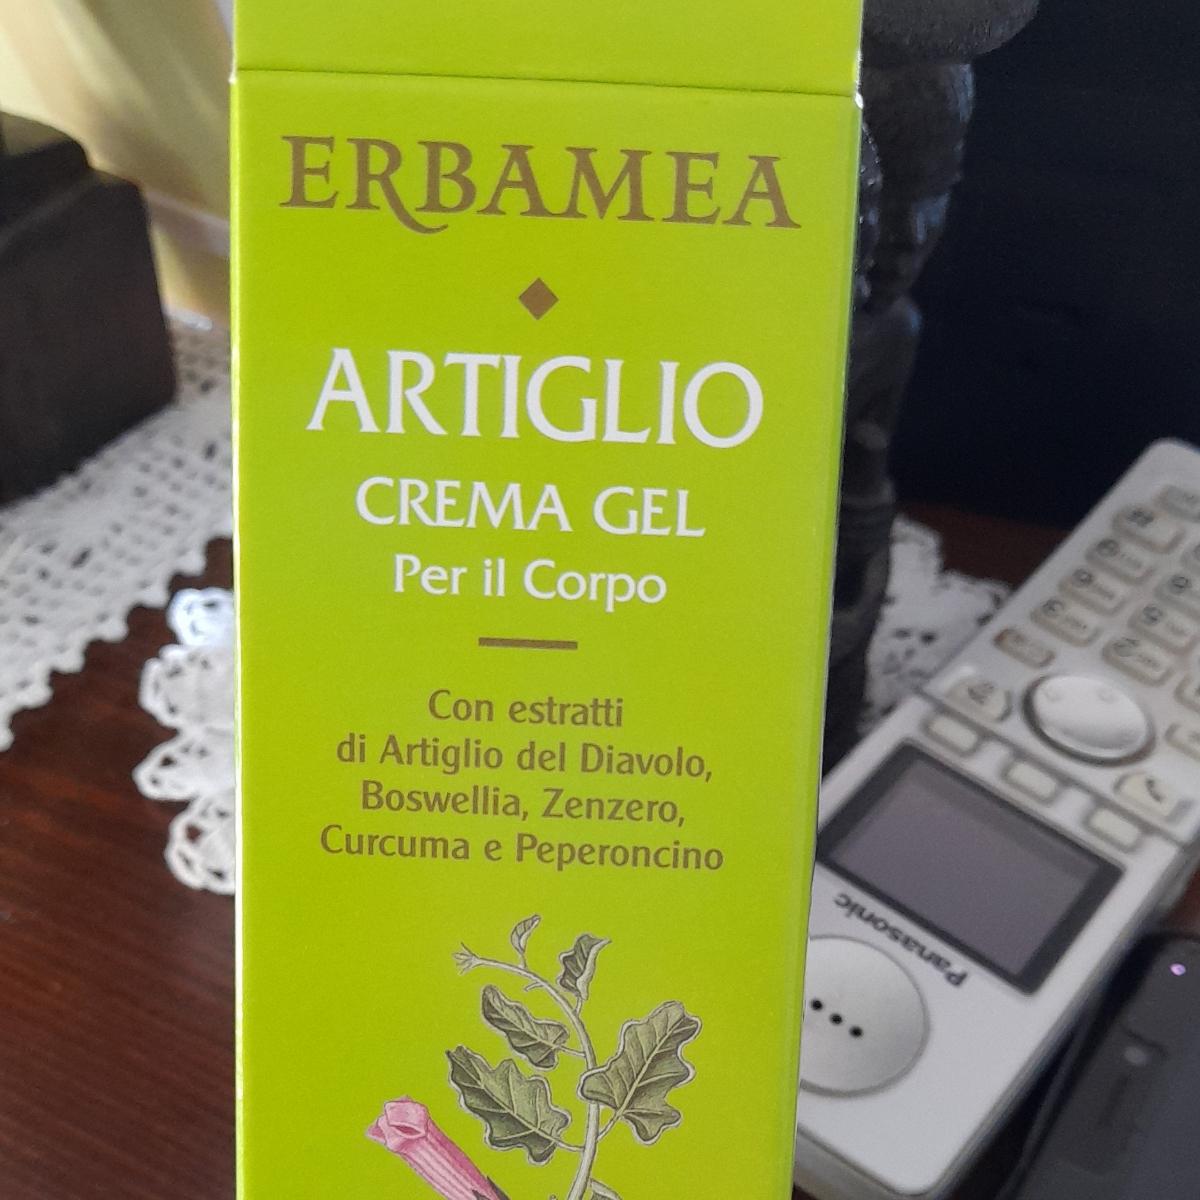 ERBAMEA
ARTIGLIO
CREMA GEL
Per il Corpo
Con estratti
di Artiglio del Diavolo,
Boswellia, Zenzero,
Curcuma e Peperoncino
Panasonic